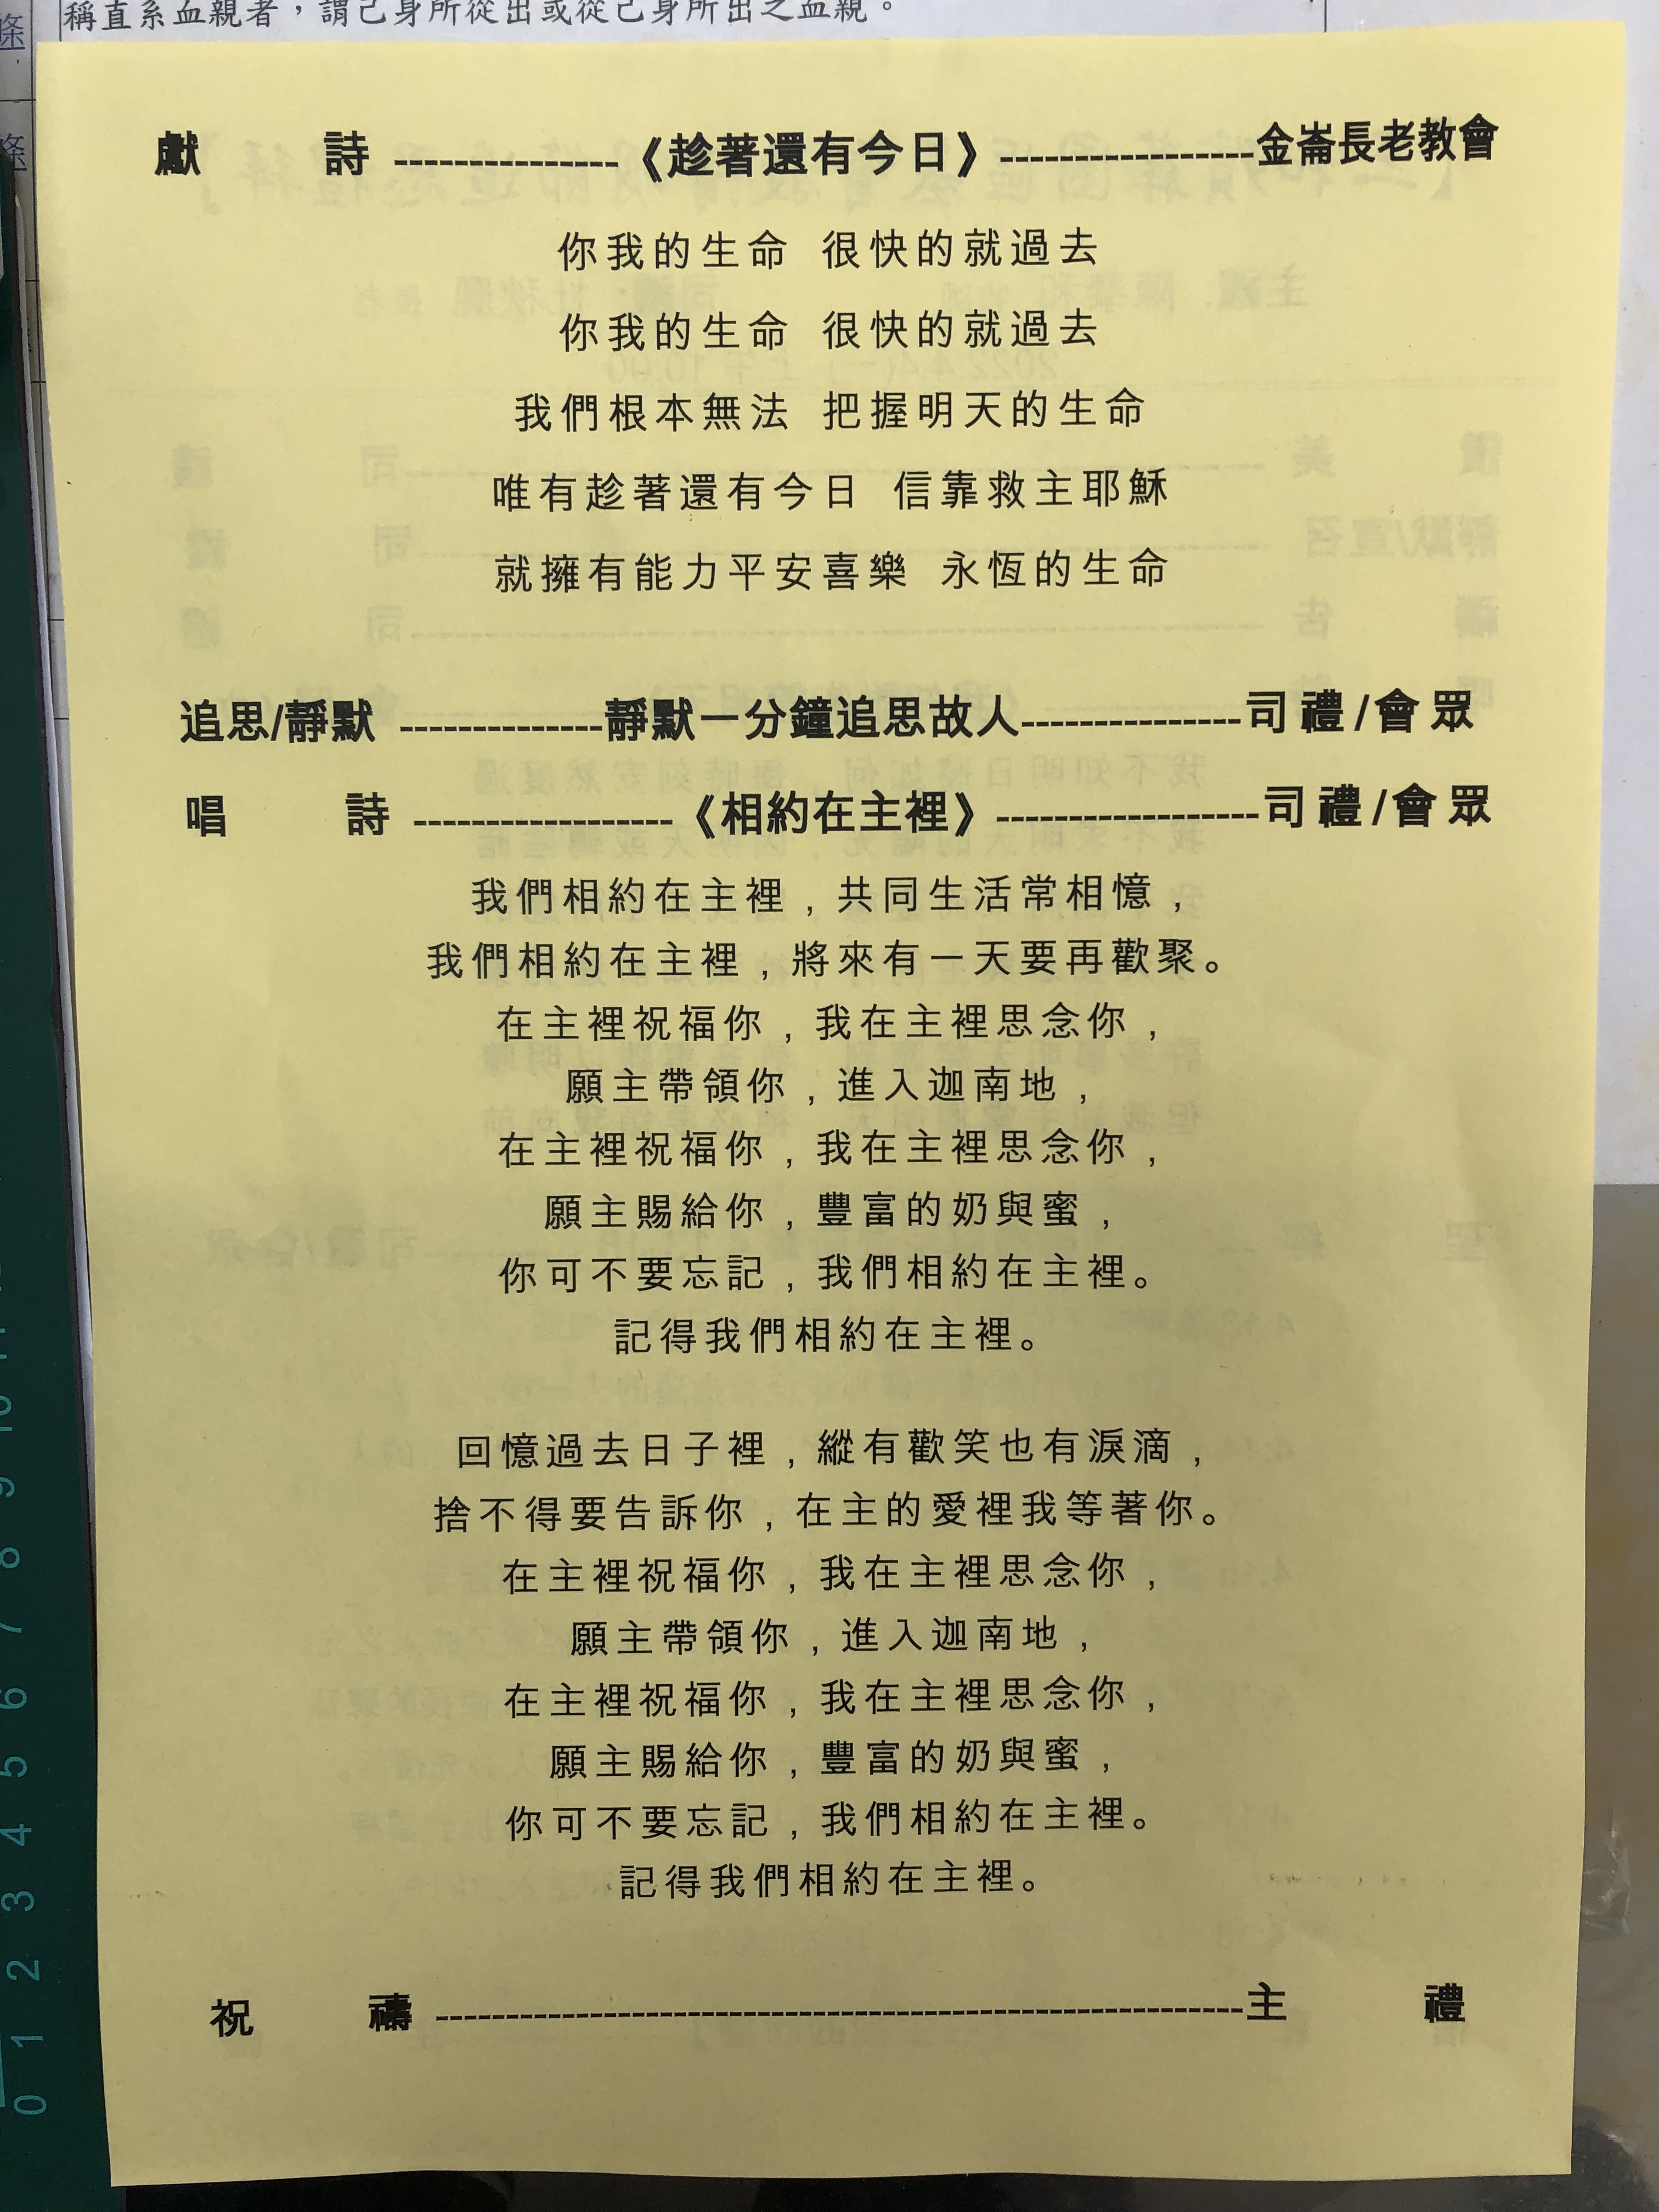 稱直系血親者，謂己身所從出或從己身所出之血親。
條
條
獻 詩 ---------------《趁著還有今日》-----------------金崙長老教會
你我的生命 很快的就過去
你我的生命 很快的就過去
我們根本無法 把握明天的生命
唯有趁著還有今日 信靠救主耶穌
就擁有能力平安喜樂 永恆的生命
追思/靜默 --------------靜默一分鐘追思故人---------------司禮/會眾
唱 詩 ------------------《相約在主裡》------------------司禮/會眾
我們相約在主裡，共同生活常相憶，
我們相約在主裡，將來有一天要再歡聚。
在主裡祝福你，我在主裡思念你，
願主帶領你，進入迦南地，
在主裡祝福你，我在主裡思念你，
願主賜給你，豐富的奶與蜜，
你可不要忘記，我們相約在主裡。
記得我們相約在主裡。
回憶過去日子裡，縱有歡笑也有淚滴，
捨不得要告訴你，在主的愛裡我等著你。
在主裡祝福你，我在主裡思念你，
願主帶領你，進入迦南地，
在主裡祝福你，我在主裡思念你，
願主賜給你，豐富的奶與蜜，
你可不要忘記，我們相約在主裡。
記得我們相約在主裡。
祝 禱 ---------------------------------------------------------主 禮
0 1 2 3 4 5 6 7 8 9 10